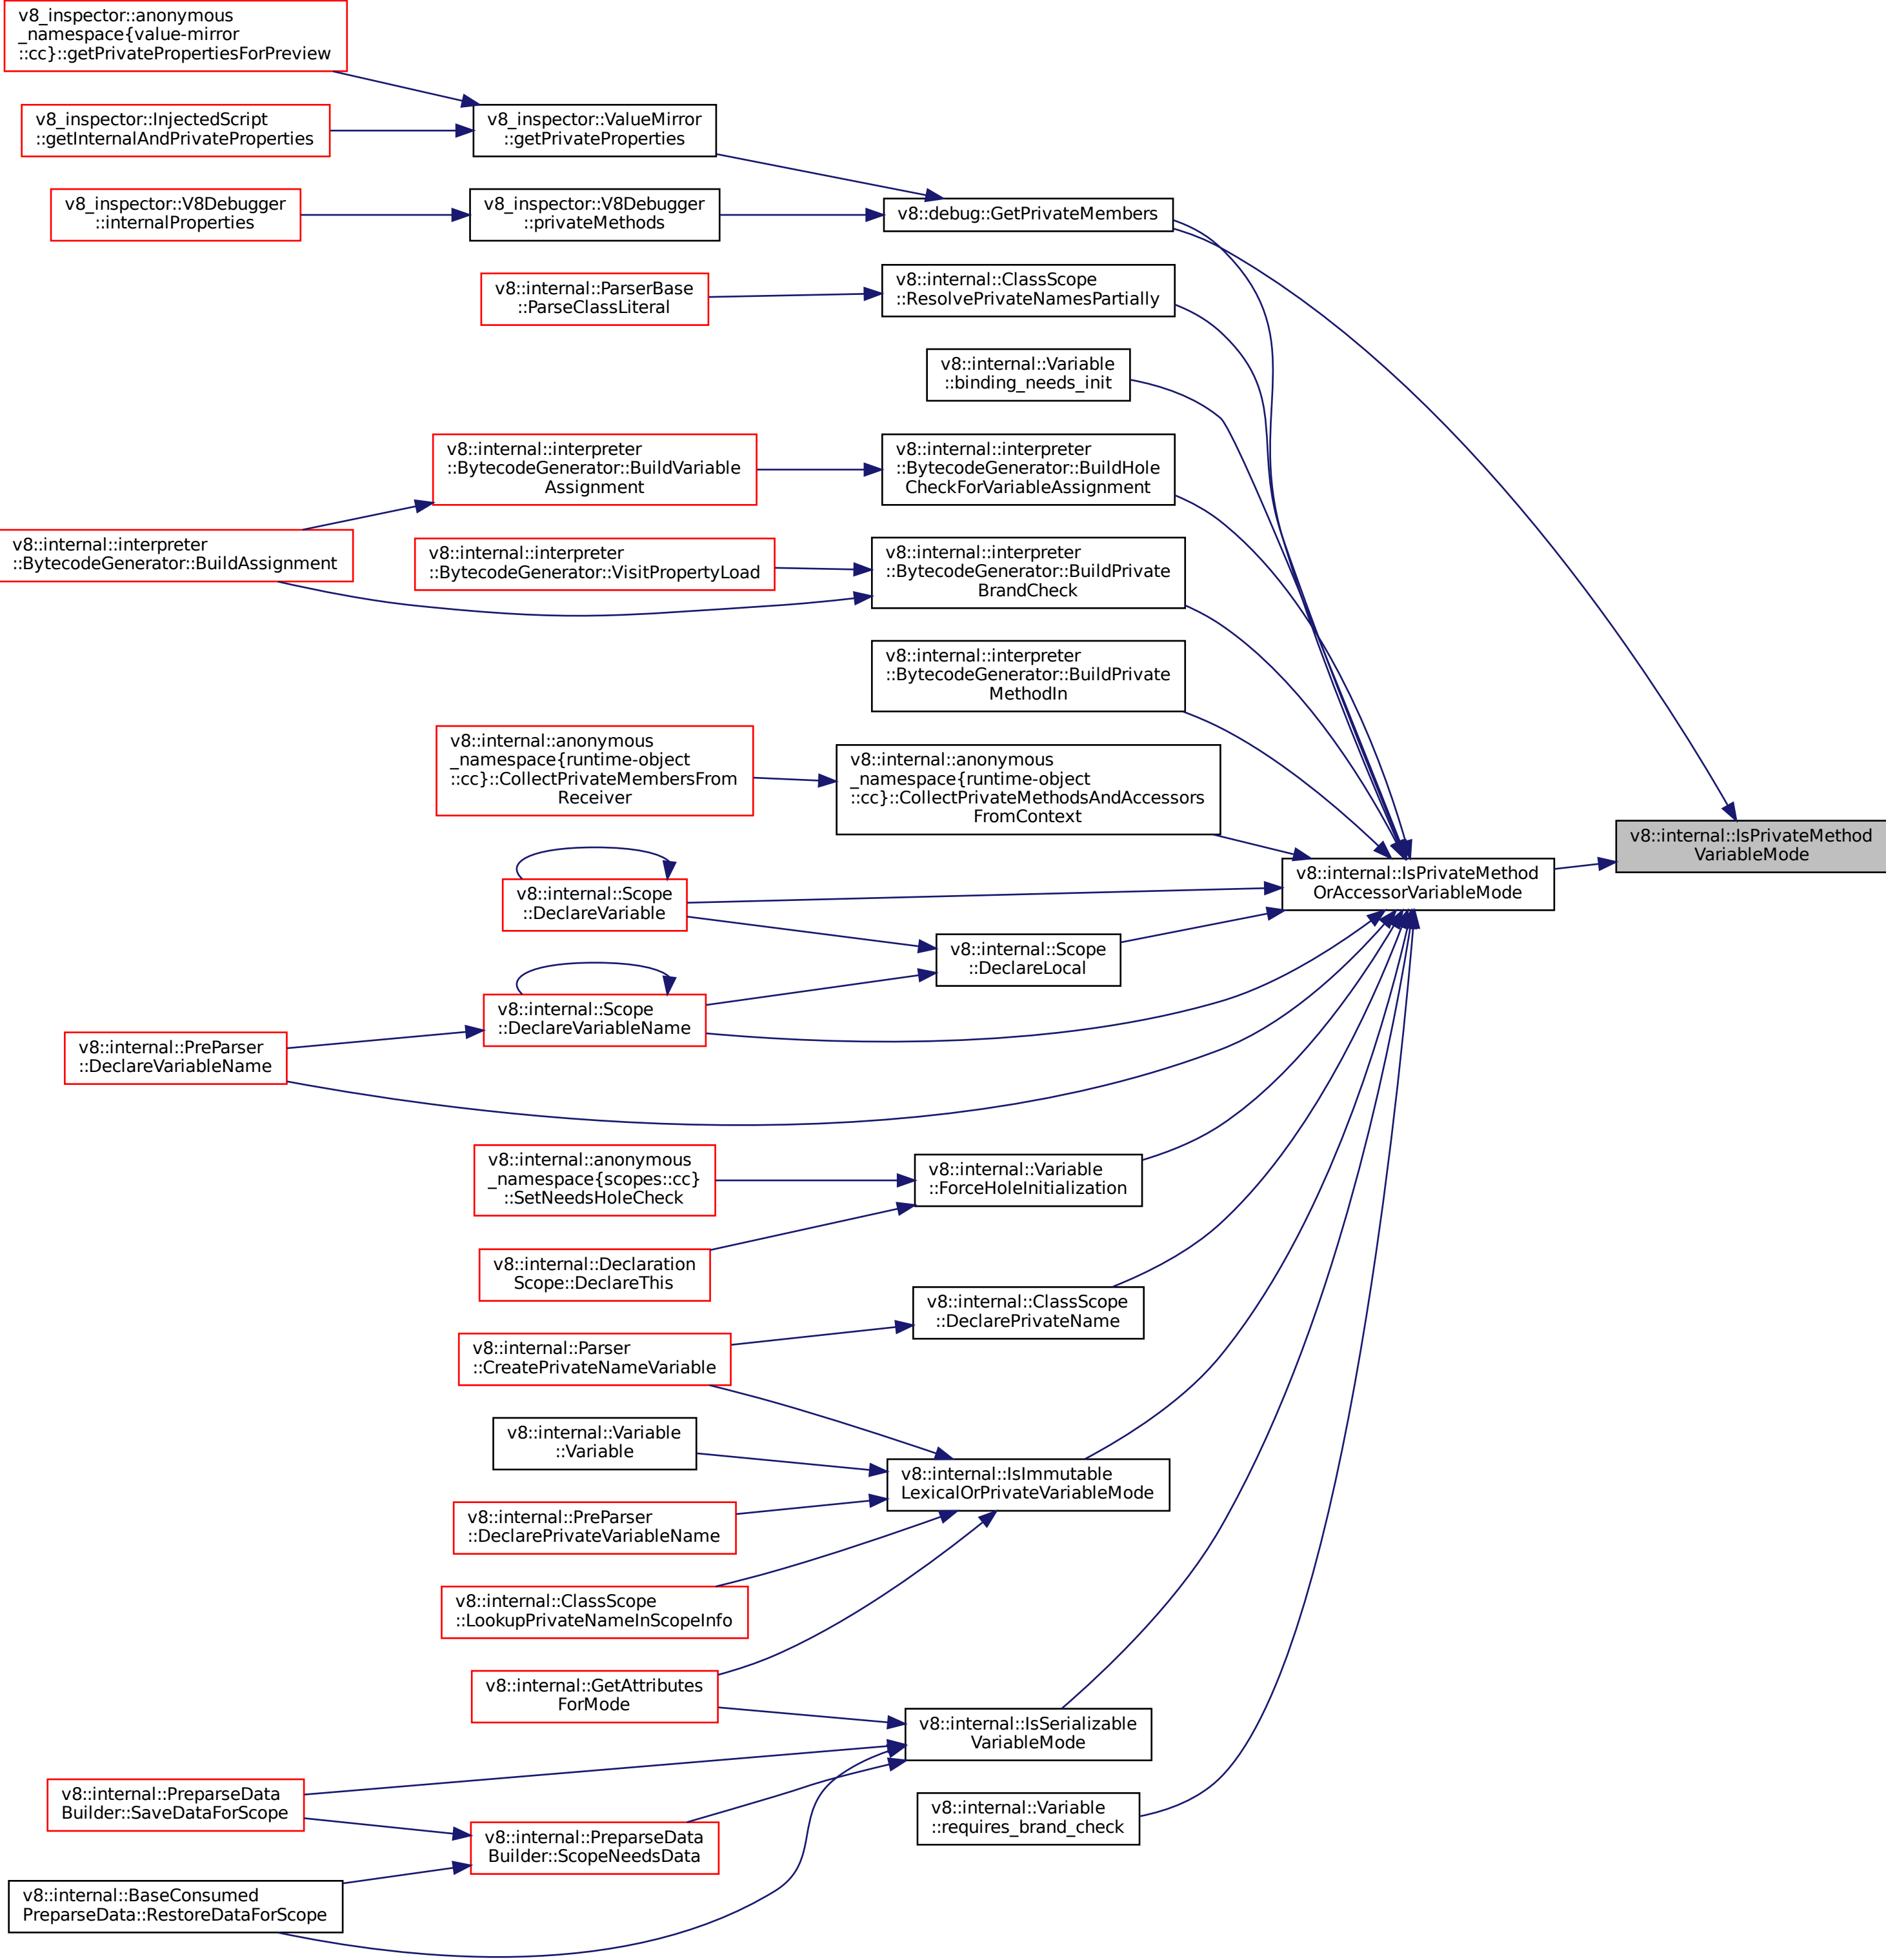 v8_inspector::anonymous
_namespace{value-mirror
::cc}::getPrivatePropertiesForPreview
v8_inspector::InjectedScript
::getInternalAndPrivateProperties
v8_inspector::ValueMirror
::getPrivateProperties
v8_inspector::V8Debugger
::internalProperties
v8_inspector::V8Debugger
::privateMethods
v8::debug::GetPrivateMembers
v8::internal::ParserBase
::ParseClassLiteral
v8::internal::ClassScope
::ResolvePrivateNamesPartially
v8::internal::Variable
::binding_needs_init
v8::internal::interpreter
::BytecodeGenerator::BuildVariable
Assignment
v8::internal::interpreter
::BytecodeGenerator::BuildHole
CheckForVariableAssignment
v8::internal::interpreter
::BytecodeGenerator::BuildAssignment
v8::internal::interpreter
::BytecodeGenerator::VisitPropertyLoad
v8::internal::interpreter
::BytecodeGenerator::BuildPrivate
BrandCheck
v8::internal::interpreter
::BytecodeGenerator::BuildPrivate
MethodIn
v8::internal::anonymous
_namespace{runtime-object
::cc}::CollectPrivateMembersFrom
Receiver
v8::internal::anonymous
_namespace{runtime-object
::cc}::CollectPrivateMethodsAndAccessors
FromContext
v8::internal::IsPrivateMethod
VariableMode
v8::internal::IsPrivateMethod
OrAccessorVariableMode
v8::internal::Scope
::DeclareVariable
v8::internal::Scope
::DeclareLocal
v8::internal::Scope
::DeclareVariableName
v8::internal::PreParser
::DeclareVariableName
v8::internal::anonymous
_namespace{scopes::cc}
::SetNeedsHoleCheck
v8::internal::Variable
::ForceHoleInitialization
v8::internal::Declaration
Scope::DeclareThis
v8::internal::ClassScope
::DeclarePrivateName
v8::internal::Parser
::CreatePrivateNameVariable
v8::internal::Variable
::Variable
v8::internal::IsImmutable
LexicalOrPrivateVariableMode
v8::internal::PreParser
::DeclarePrivateVariableName
v8::internal::ClassScope
::LookupPrivateNameInScopeInfo
v8::internal::GetAttributes
ForMode
v8::internal::IsSerializable
VariableMode
v8::internal::PreparseData
Builder::SaveDataForScope
v8::internal::Variable
::requires_brand_check
v8::internal::PreparseData
Builder::ScopeNeedsData
v8::internal::BaseConsumed
PreparseData::RestoreDataForScope